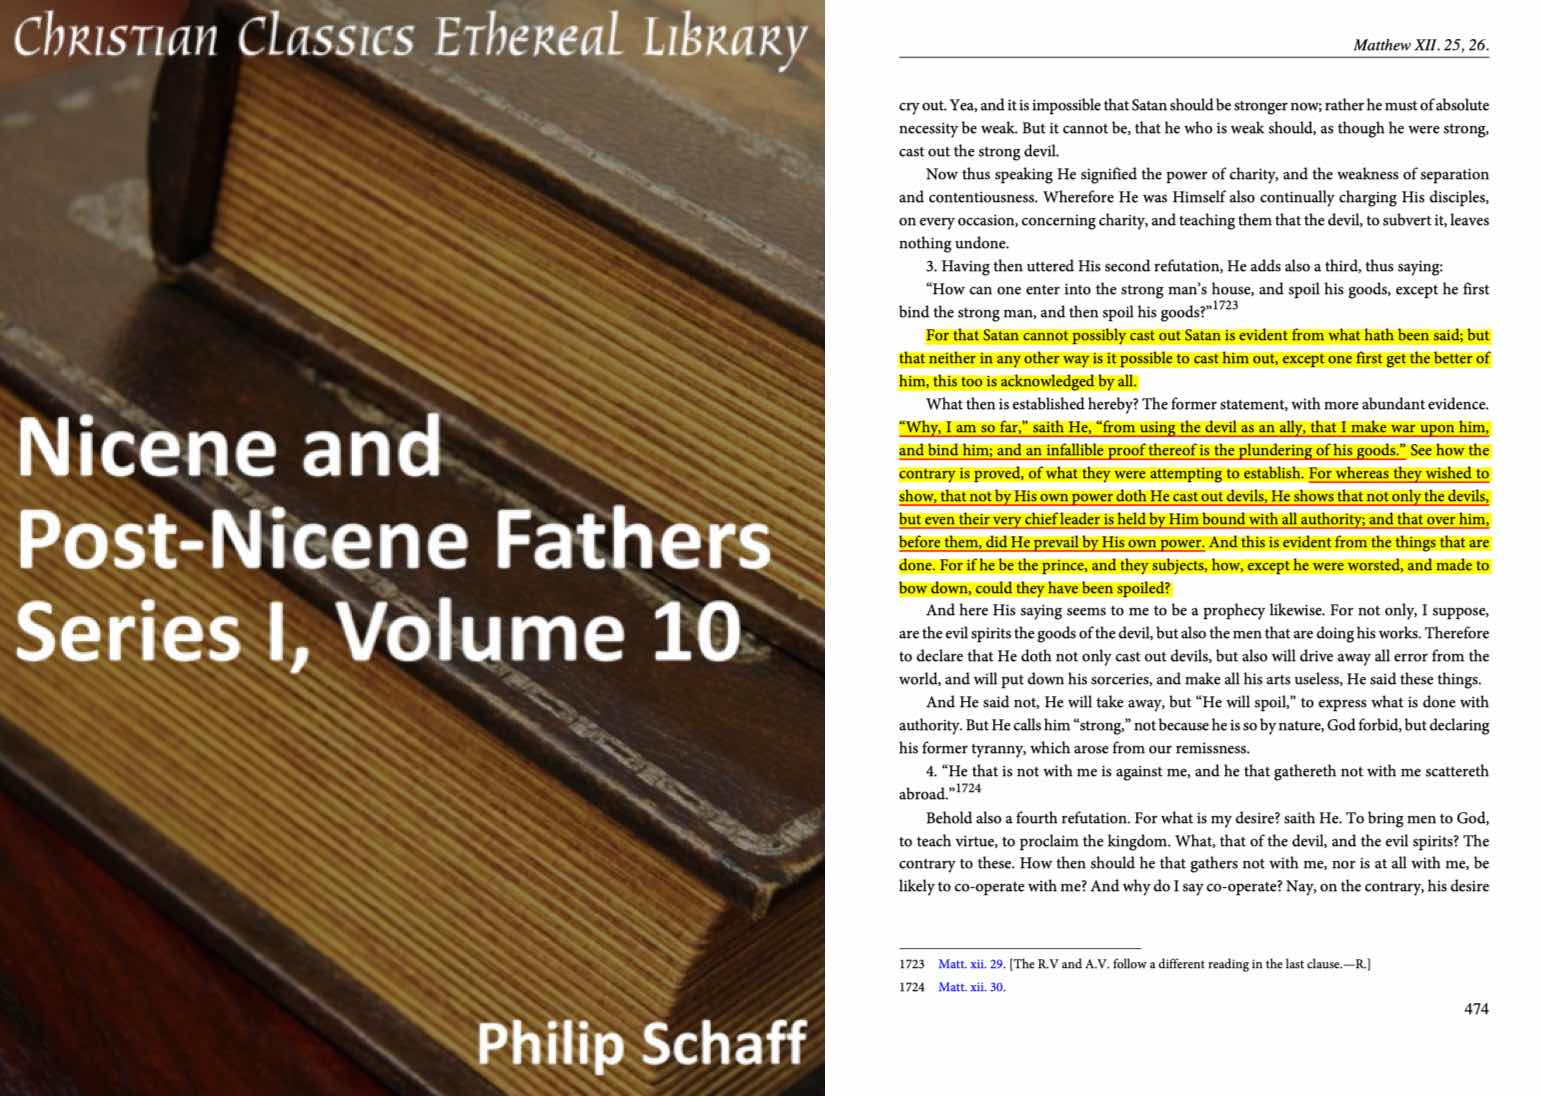 Christian Classics Ethereal Library
Nicene and
Post-Nicene Fathers
Series I, Volume 10
Philip Schaff
Matthew XII. 25, 26.
cry out. Yea, and it is impossible that Satan should be stronger now; rather he must of absolute
necessity be weak. But it cannot be, that he who is weak should, as though he were strong,
cast out the strong devil.
Now thus speaking He signified the power of charity, and the weakness of separation
and contentiousness. Wherefore He was Himself also continually charging His disciples,
on every occasion, concerning charity, and teaching them that the devil, to subvert it, leaves
nothing undone.
3. Having then uttered His second refutation, He adds also a third, thus saying:
“How can one enter into the strong man’s house, and spoil his goods, except he first
bind the strong man, and then spoil his goods?”1723
For that Satan cannot possibly cast out Satan is evident from what hath been said; but
that neither in any other way is it possible to cast him out, except one first get the better of
him, this too is acknowledged by all.
What then is established hereby? The former statement, with more abundant evidence.
“Why, I am so far,” saith He, “from using the devil as an ally, that I make war upon him,
and bind him; and an infallible proof thereof is the plundering of his goods.” See how the
contrary is proved, of what they were attempting to establish. For whereas they wished to
show, that not by His own power doth He cast out devils, He shows that not only the devils,
but even their very chief leader is held by Him bound with all authority; and that over him,
before them, did He prevail by His own power. And this is evident from the things that are
done. For if he be the prince, and they subjects, how, except he were worsted, and made to
bow down, could they have been spoiled?
And here His saying seems to me to be a prophecy likewise. For not only, I suppose,
are the evil spirits the goods of the devil, but also the men that are doing his works. Therefore
to declare that He doth not only cast out devils, but also will drive away all error from the
world, and will put down his sorceries, and make all his arts useless, He said these things.
And He said not, He will take away, but “He will spoil,” to express what is done with
authority. But He calls him “strong,” not because he is so by nature, God forbid, but declaring
his former tyranny, which arose from our remissness.
4. “He that is not with me is against me, and he that gathereth not with me scattereth
abroad.”1724
Behold also a fourth refutation. For what is my desire? saith He. To bring men to God,
to teach virtue, to proclaim the kingdom. What, that of the devil, and the evil spirits? The
contrary to these. How then should he that gathers not with me, nor is at all with me, be
likely to co-operate with me? And why do I say co-operate? Nay, on the contrary, his desire
1723 Matt. xii. 29. [The R.V and A.V. follow a different reading in the last clause.—R.]
1724 Matt. xii. 30.
474